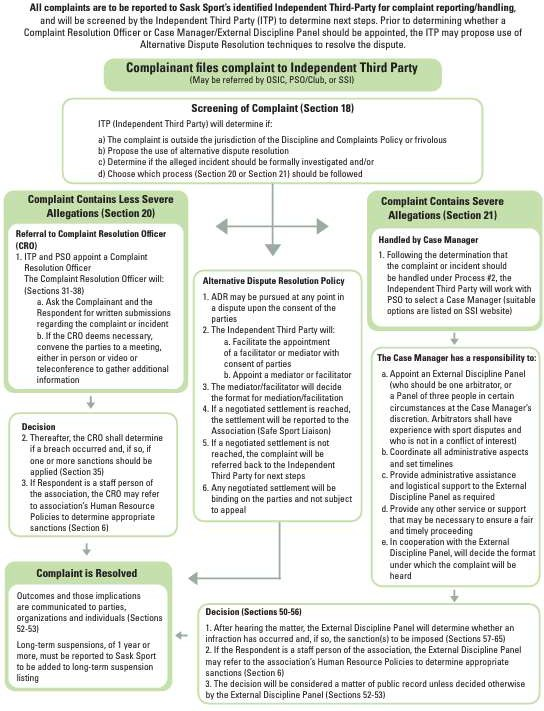 All complaints are to be reported to Sask Sport's identified Independent Third-Party for complaint reporting/handling,
and will be screened by the Independent Third Party (ITP) to determine next steps. Prior to determining whether a
Complaint Resolution Officer or Case Manager/External Discipline Panel should be appointed, the ITP may propose use of
Alternative Dispute Resolution techniques to resolve the dispute.
Complainant files complaint to Independent Third Party
(May be referred by OSIC, PSO/Club, or SSI)
Screening of Complaint (Section 18)
ITP (Independent Third Party) will determine if:
a) The complaint is outside the jurisdiction of the Discipline and Complaints Policy or frivolous
b) Propose the use of alternative dispute resolution
c) Determine if the alleged incident should be formally investigated and/or
d) Choose which process (Section 20 or Section 21) should be followed
Complaint Contains Less Severe
Allegations (Section 20)
Referral to Complaint Resolution Officer
(CRO)
1. ITP and PSO appoint a Complaint
Resolution Officer
The Complaint Resolution Officer will:
(Sections 31-38)
a. Ask the Complainant and the
Respondent for written submissions
regarding the complaint or incident
b. If the CRO deems necessary,
convene the parties to a meeting,
either in person or video or
teleconference to gather additional
information
Decision
2. Thereafter, the CRO shall determine
if a breach occurred and, if so, if
one or more sanctions should be
applied (Section 35)
3. If Respondent is a staff person of
the association, the CRO may refer
to association's Human Resource
Policies to determine appropriate
sanctions (Section 6)
Complaint is Resolved
Outcomes and those implications
are communicated to parties,
organizations and individuals (Sections
52-53)
Long-term suspensions, of 1 year or
more, must be reported to Sask Sport
to be added to long-term suspension
listing
Alternative Dispute Resolution Policy
1. ADR may be pursued at any point in
a dispute upon the consent of the
parties
2. The Independent Third Party will:
a. Facilitate the appointment
of a facilitator or mediator with
consent of parties
b. Appoint a mediator or facilitator
3. The mediator/facilitator will decide
the format for mediation/facilitation
4. If a negotiated settlement is reached,
the settlement will be reported to the
Association (Safe Sport Liaison)
5. If a negotiated settlement is not
reached, the complaint will be
referred back to the Independent
Third Party for next steps
6. Any negotiated settlement will be
binding on the parties and not subject
to appeal
Complaint Contains Severe
Allegations (Section 21)
Handled by Case Manager
1. Following the determination that
the complaint or incident should
be handled under Process #2, the
Independent Third Party will work with
PSO to select a Case Manager (suitable
options are listed on SSI website)
The Case Manager has a responsibility to:
a. Appoint an External Discipline Panel
(who should be one arbitrator, or
a Panel of three people in certain
circumstances at the Case Manager's
discretion. Arbitrators shall have
experience with sport disputes and
who is not in a conflict of interest)
b. Coordinate all administrative aspects
and set timelines
c. Provide administrative assistance
and logistical support to the External
Discipline Panel as required
d. Provide any other service or support
that may be necessary to ensure a fair
and timely proceeding
e. In cooperation with the External
Discipline Panel, will decide the format
under which the complaint will be
heard
Decision (Sections 50-56)
1. After hearing the matter, the External Discipline Panel will determine whether an
infraction has occurred and, if so, the sanction(s) to be imposed (Sections 57-65)
2. If the Respondent is a staff person of the association, the External Discipline Panel
may refer to the association's Human Resource Policies to determine appropriate
sanctions (Section 6)
3. The decision will be considered a matter of public record unless decided otherwise
by the External Discipline Panel (Sections 52-53)